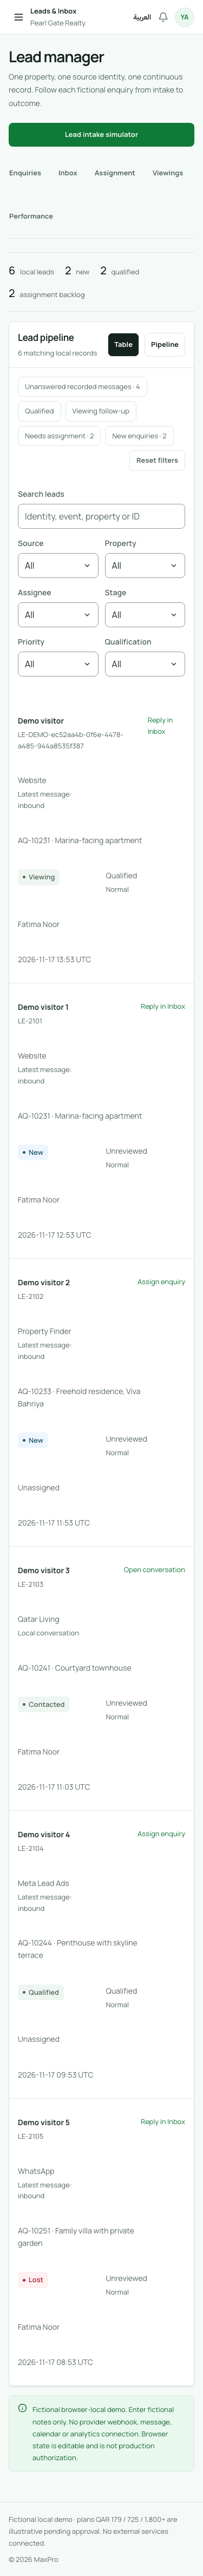 Leads & Inbox
Pearl Gate Realty
العربية
YA
Lead manager
One property, one source identity, one continuous
record. Follow each fictional enquiry from intake to
outcome.
Lead intake simulator
Enquiries
Inbox
Assignment
Viewings
Performance
6 local leads
2 new
2 qualified
2 assignment backlog
Lead pipeline
6 matching local records
Table
Pipeline
Unanswered recorded messages · 4
Qualified
Viewing follow-up
Needs assignment · 2
New enquiries · 2
Reset filters
Search leads
Identity, event, property or ID
Source
Property
All
All
Assignee
Stage
All
All
Priority
Qualification
All
All
Demo visitor
Reply in
Inbox
LE-DEMO-ec52aa4b-0f6e-4478-
a485-944a8535f387
Website
Latest message:
inbound
AQ-10231 · Marina-facing apartment
Viewing
Qualified
Normal
Fatima Noor
2026-11-17 13:53 UTC
Demo visitor 1
Reply in Inbox
LE-2101
Website
Latest message:
inbound
AQ-10231 · Marina-facing apartment
New
Unreviewed
Normal
Fatima Noor
2026-11-17 12:53 UTC
Demo visitor 2
Assign enquiry
LE-2102
Property Finder
Latest message:
inbound
AQ-10233 · Freehold residence, Viva
Bahriya
New
Unreviewed
Normal
Unassigned
2026-11-17 11:53 UTC
Demo visitor 3
Open conversation
LE-2103
Qatar Living
Local conversation
AQ-10241 · Courtyard townhouse
Contacted
Unreviewed
Normal
Fatima Noor
2026-11-17 11:03 UTC
Demo visitor 4
Assign enquiry
LE-2104
Meta Lead Ads
Latest message:
inbound
AQ-10244 · Penthouse with skyline
terrace
Qualified
Qualified
Normal
Unassigned
2026-11-17 09:53 UTC
Demo visitor 5
Reply in Inbox
LE-2105
WhatsApp
Latest message:
inbound
AQ-10251 · Family villa with private
garden
Lost
Unreviewed
Normal
Fatima Noor
2026-11-17 08:53 UTC
Fictional browser-local demo. Enter fictional
notes only. No provider webhook, message,
calendar or analytics connection. Browser
state is editable and is not production
authorization.
Fictional local demo · plans QAR 179 / 725 / 1,800+ are
illustrative pending approval. No external services
connected.
© 2026 MaxPro